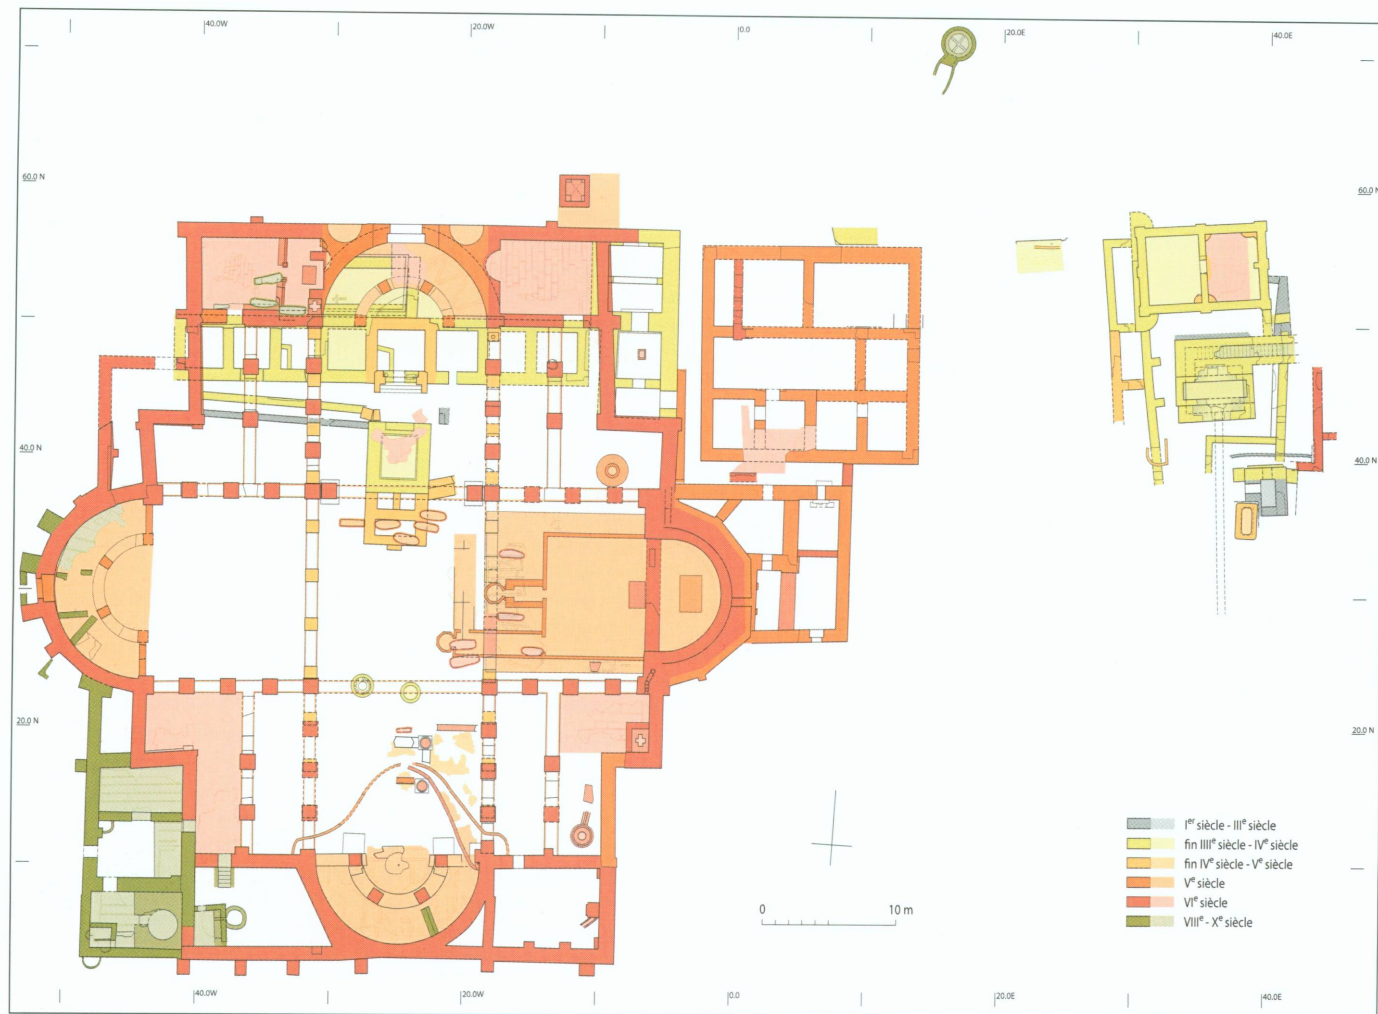 40.0W
20.0W
0.0
20.0E
40.0E
60.0 N
60.0 N
40.0 N
40.0 N
20.0 N
20.0 N
Ier siècle - IIIe siècle
fin IIIIe siècle - IVe siècle
fin IVe siècle - Ve siècle
Ve siècle
VIe siècle
VIIIe - Xe siècle
0 10 m
40.0W
20.0W
0.0
20.0E
40.0E